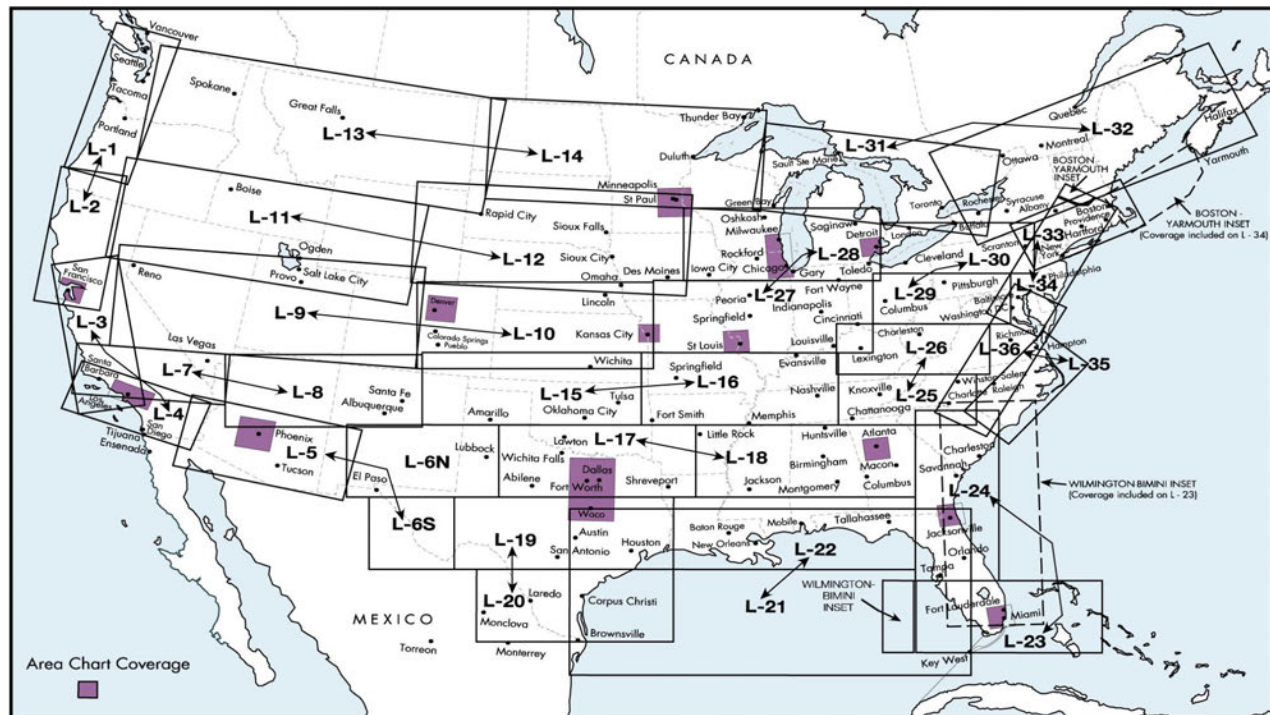 Vancouver
CANADA
Seattle
Tacoma
Spokane
Portland
Great Falls
Thunder Bay
Quebec
Halifax
L-1
L-13
L-14
L-31
L-32
Duluth
Sault Ste Marie
Montreal
Ottawa
Yarmouth
BOSTON
YARMOUTH
INSET
L-2
Boise
Minneapolis
St Paul
Green Bay
Oshkosh
Milwaukee
Saginaw
Toronto
Rochester
Syracuse
Albany
Boston
Providence
Hartford
BOSTON -
YARMOUTH INSET
(Coverage included on L - 34)
L-11
Rapid City
Sioux Falls
Detroit
London
Buffalo
Scranton
L-33
New
York
Ogden
L-12
Sioux City
Rockford
Chicago
L-28
Cleveland
L-30
San
Francisco
Reno
Salt Lake City
Provo
Omaha
Des Moines
Iowa City
Gary
Toledo
Philadelphia
Lincoln
Peoria
L-27
Fort Wayne
L-29
Pittsburgh
L-34
L-3
L-9
Denver
L-10
Kansas City
Springfield
Indianapolis
Columbus
Baltimore
Washington DC
Colorado Springs
Pueblo
St Louis
Louisville
Cincinnati
Charleston
Richmond
Hampton
Las Vegas
Wichita
Evansville
Lexington
L-26
L-36
L-35
Santa
Barbara
L-7
L-8
Santa Fe
L-15
L-16
Springfield
Tulsa
Nashville
Knoxville
L-25
Winston Salem
Raleigh
Charlotte
Los
Angeles
L-4
Albuquerque
Amarillo
Oklahoma City
Fort Smith
Memphis
Chattanooga
San
Diego
Tijuana
Ensenada
Phoenix
L-5
Tucson
Lubbock
L-6N
Lawton
L-17
Little Rock
Huntsville
Atlanta
Charleston
Wichita Falls
L-18
Birmingham
Macon
Savannah
El Paso
Abilene
Dallas
Fort Worth
Shreveport
Jackson
Montgomery
Columbus
L-24
WILMINGTON-BIMINI INSET
(Coverage included on L - 23)
Waco
L-6S
L-19
Austin
San Antonio
Houston
Baton Rouge
New Orleans
Mobile
Tallahassee
Jacksonville
L-22
Orlando
Tampa
L-20
Laredo
Monclova
Corpus Christi
L-21
WILMINGTON-
BIMINI
INSET
Fort Lauderdale
Miami
MEXICO
Torreon
Monterrey
Brownsville
Key West
L-23
Area Chart Coverage